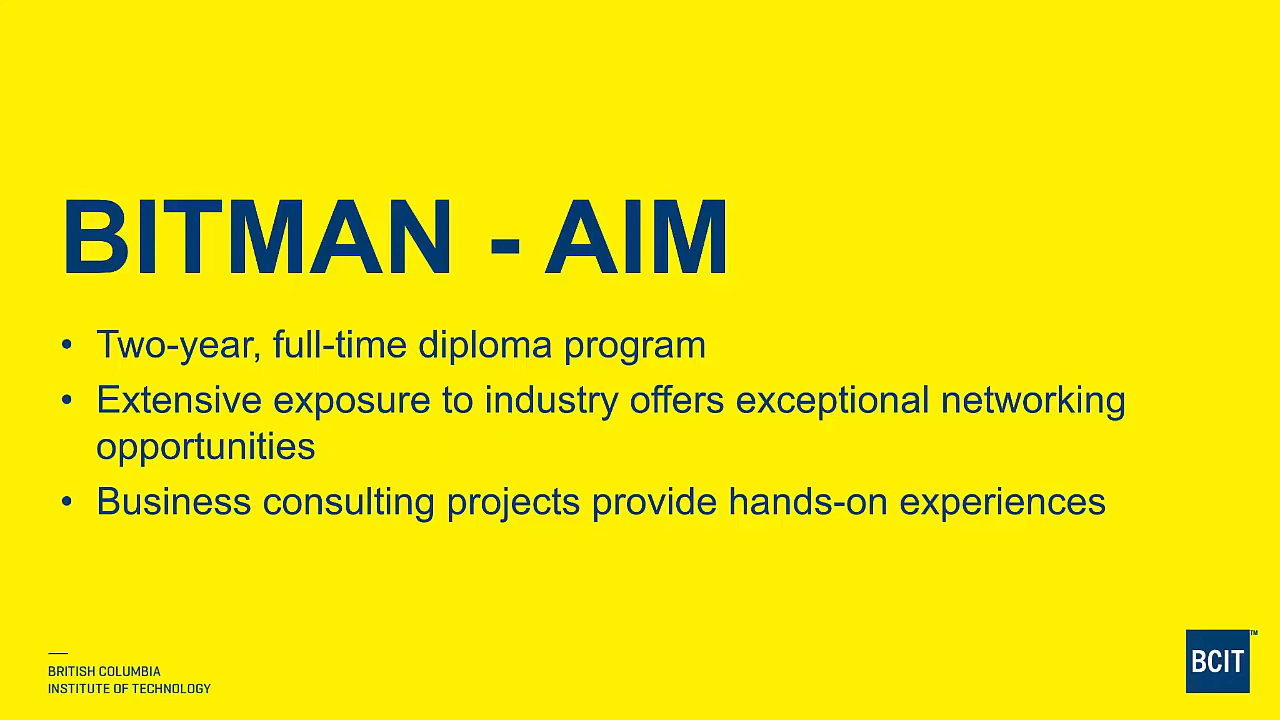 BITMAN - AIM
• Two-year, full-time diploma program
• Extensive exposure to industry offers exceptional networking
opportunities
• Business consulting projects provide hands-on experiences
BRITISH COLUMBIA
INSTITUTE OF TECHNOLOGY
BCIT™